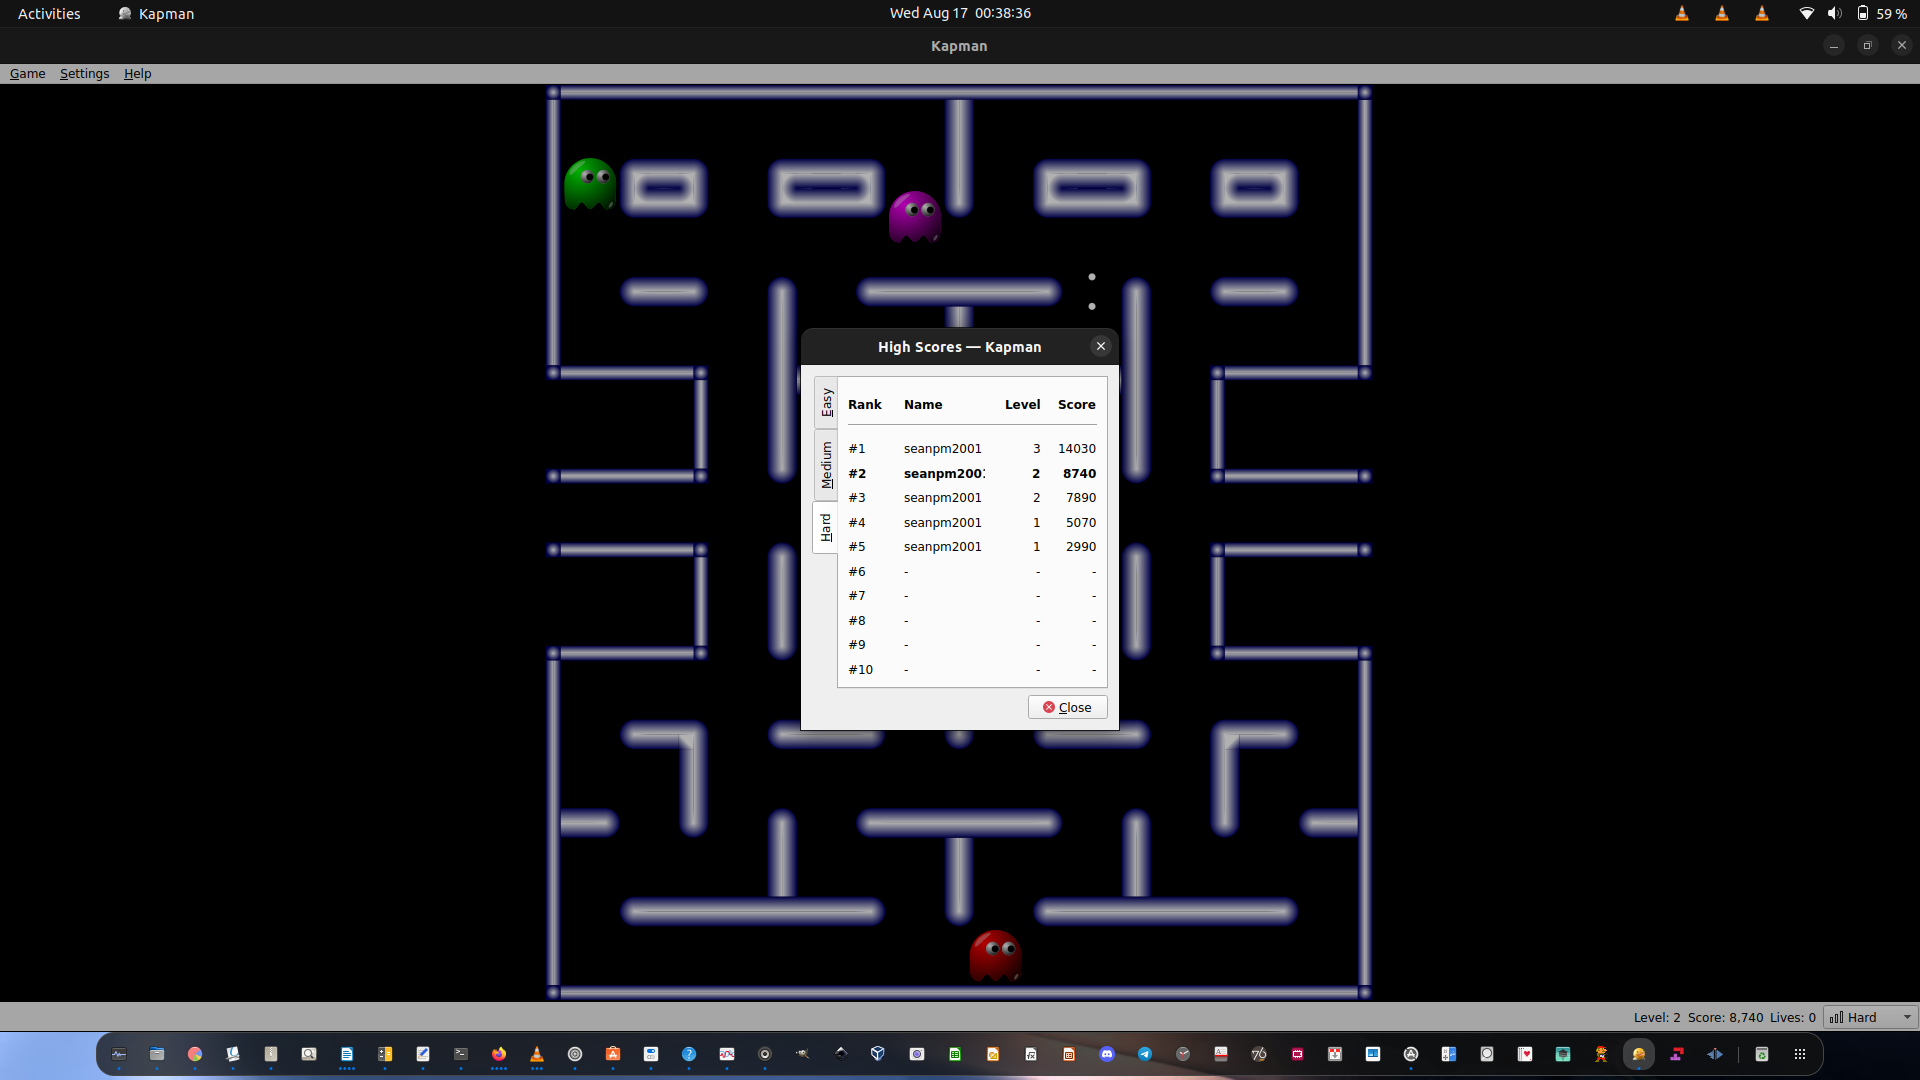 Activities Kapman Wed Aug 17 00:38:36 59 %
Kapman
Game Settings Help
High Scores — Kapman
Easy
Medium
Hard
Rank Name Level Score
#1 seanpm2001 3 14030
#2 seanpm200 2 8740
#3 seanpm2001 2 7890
#4 seanpm2001 1 5070
#5 seanpm2001 1 2990
#6 - - -
#7 - - -
#8 - - -
#9 - - -
#10 - - -
Close
Level: 2 Score: 8,740 Lives: 0 Hard
76